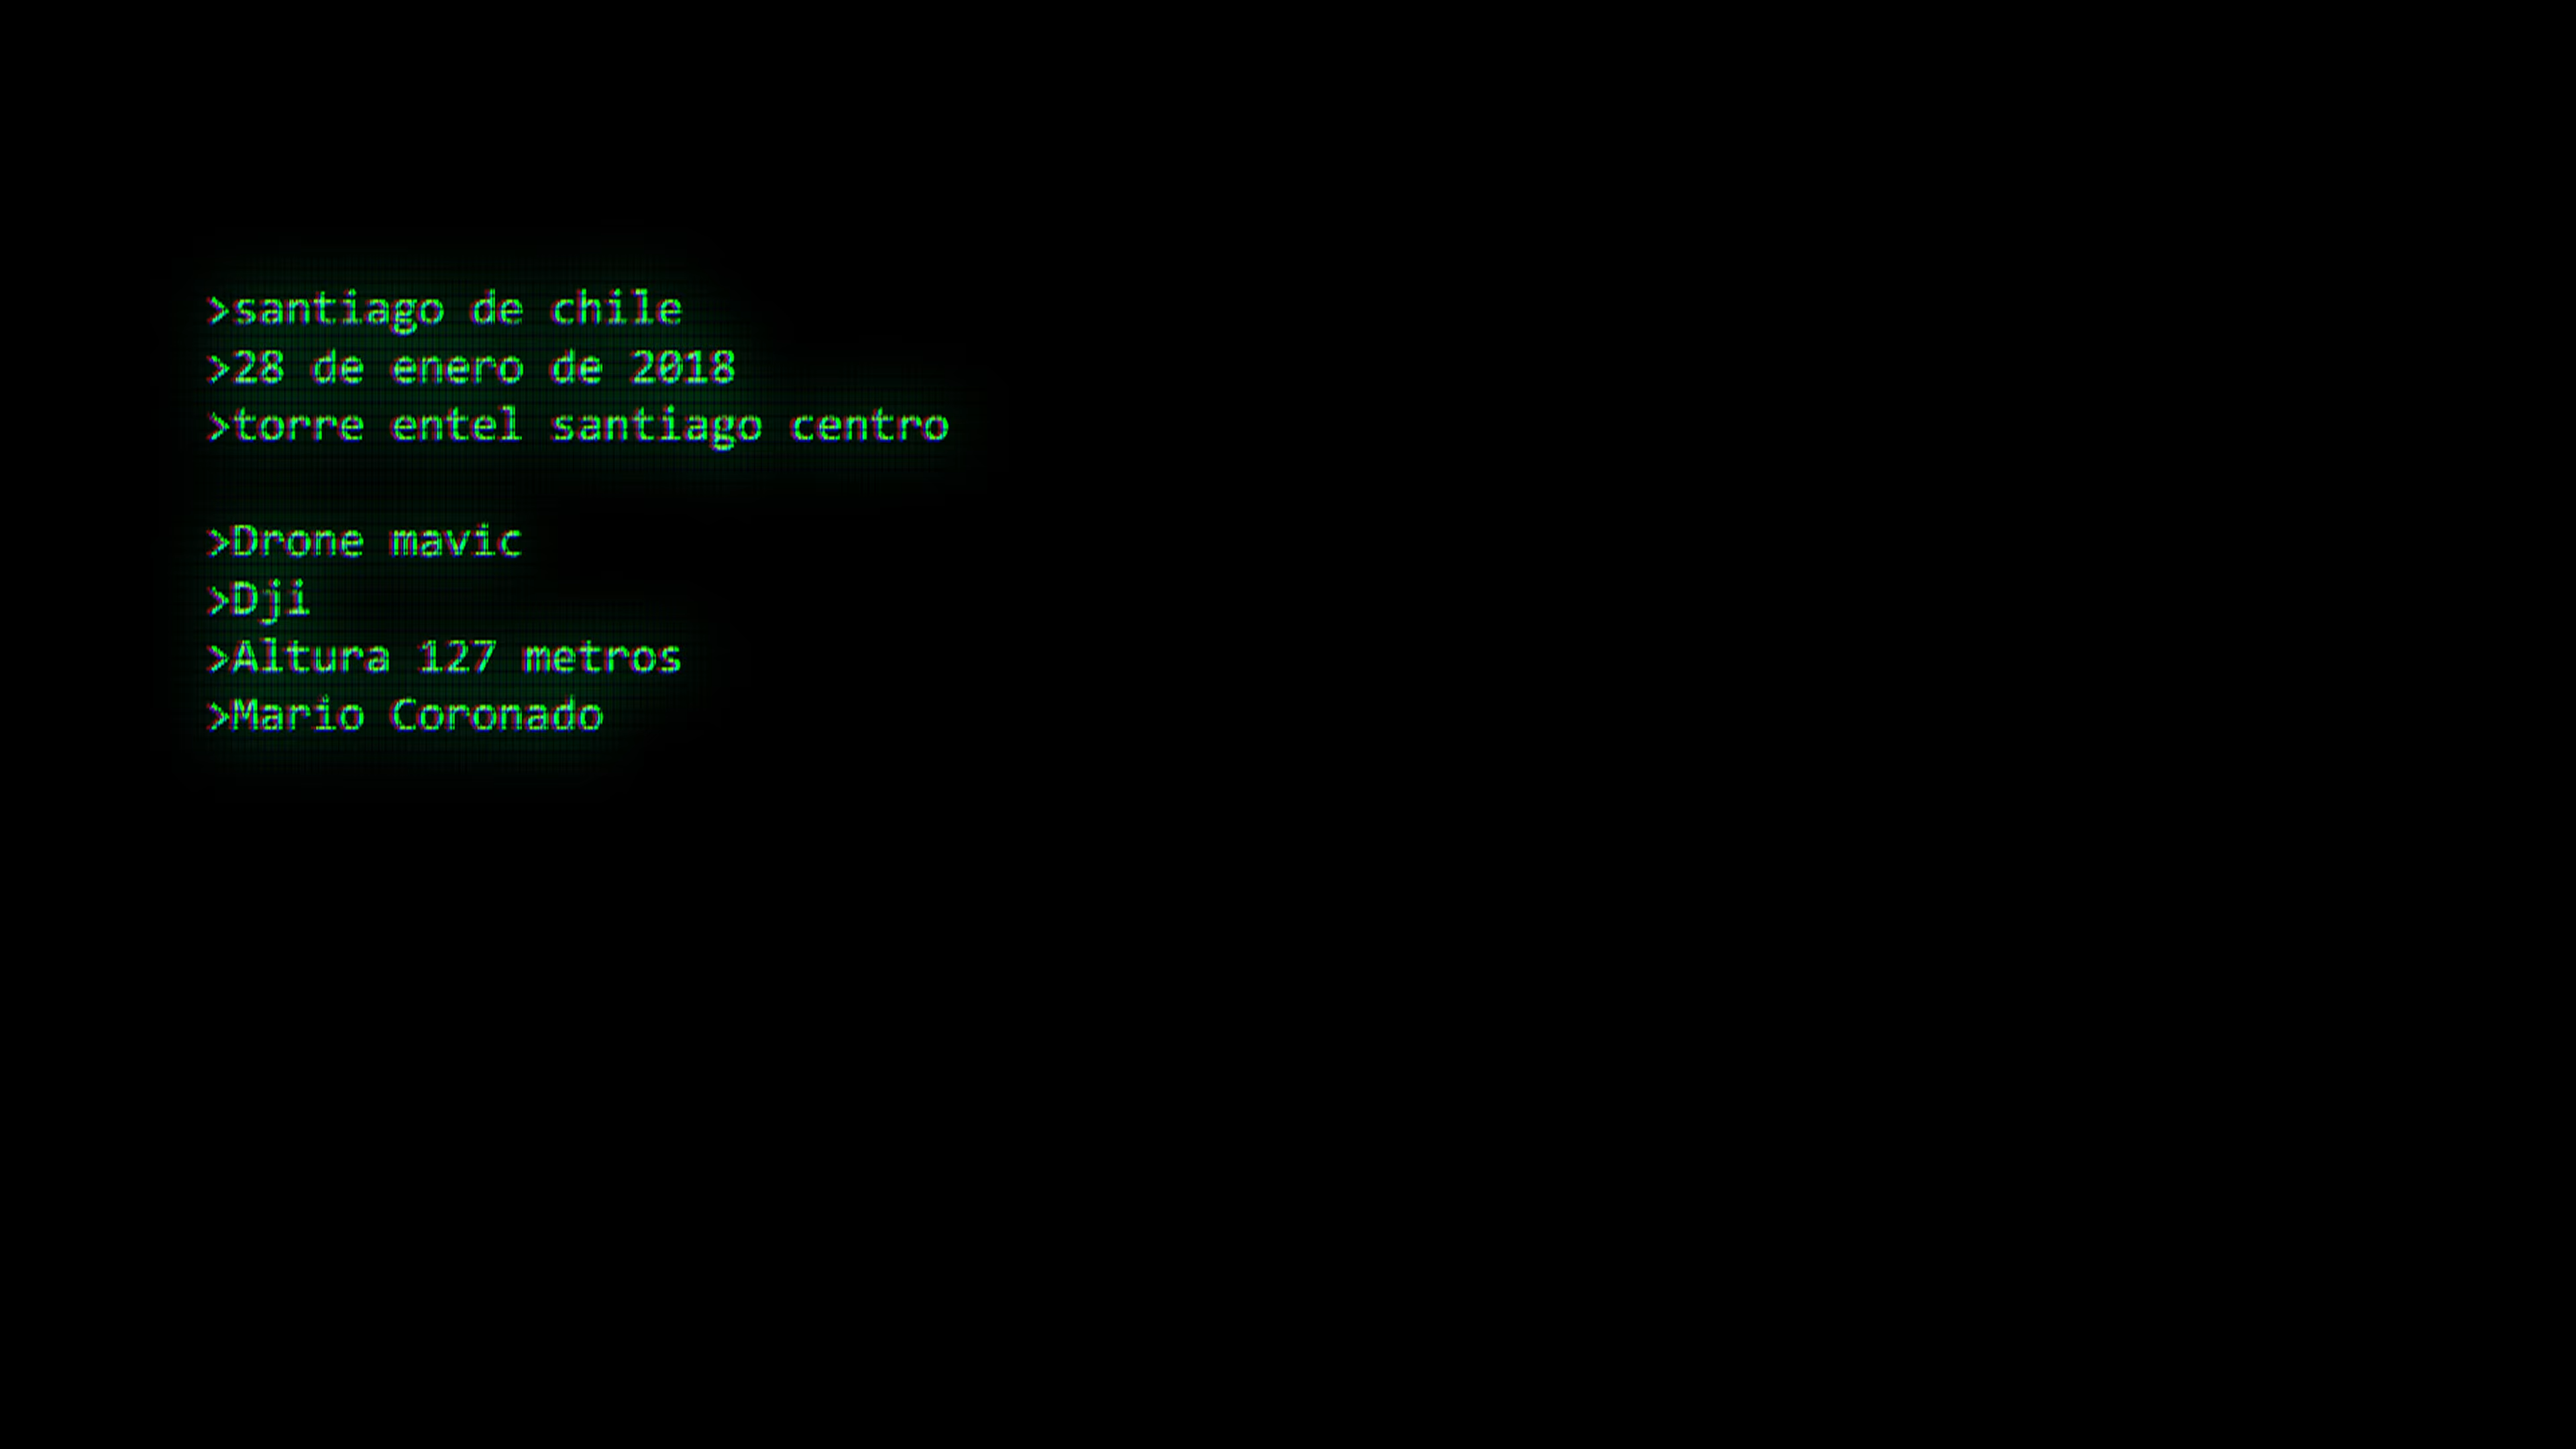 >santiago de chile
>28 de enero de 2018
>torre entel santiago centro
>Drone mavic
>Dji
>Altura 127 metros
>Mario Coronado